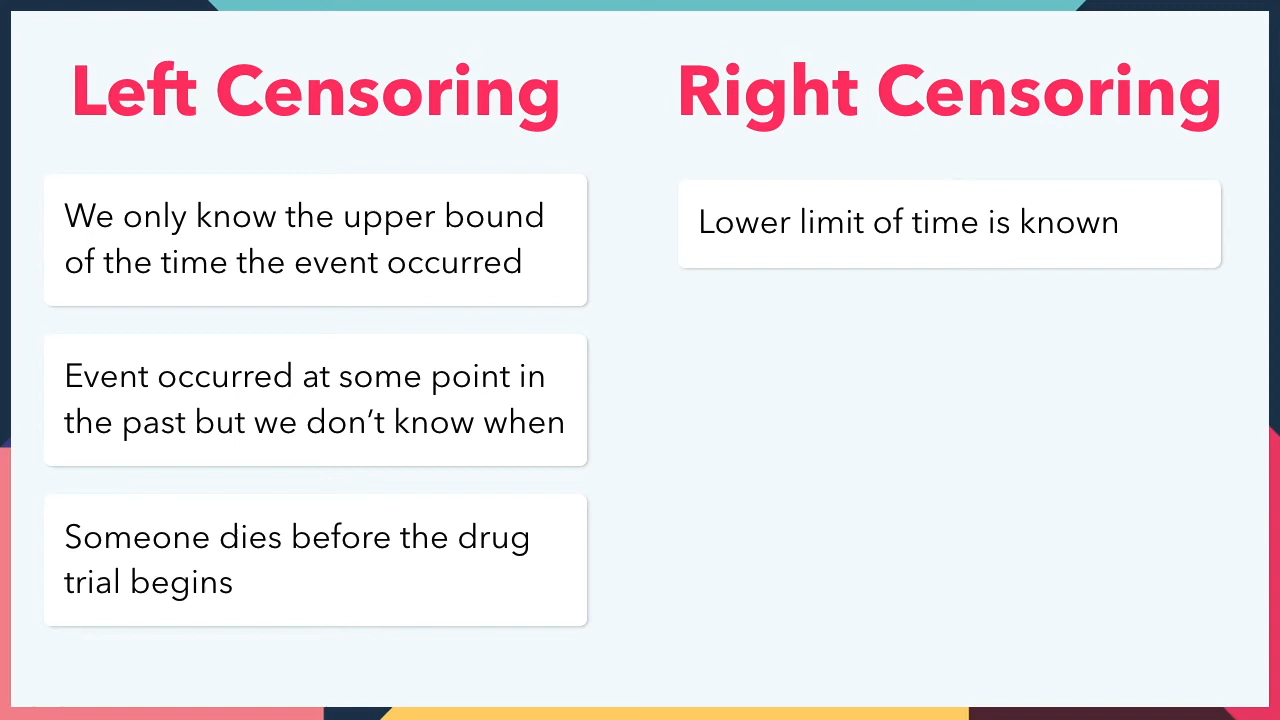 Left Censoring
We only know the upper bound
of the time the event occurred
Event occurred at some point in
the past but we don’t know when
Someone dies before the drug
trial begins
Right Censoring
Lower limit of time is known